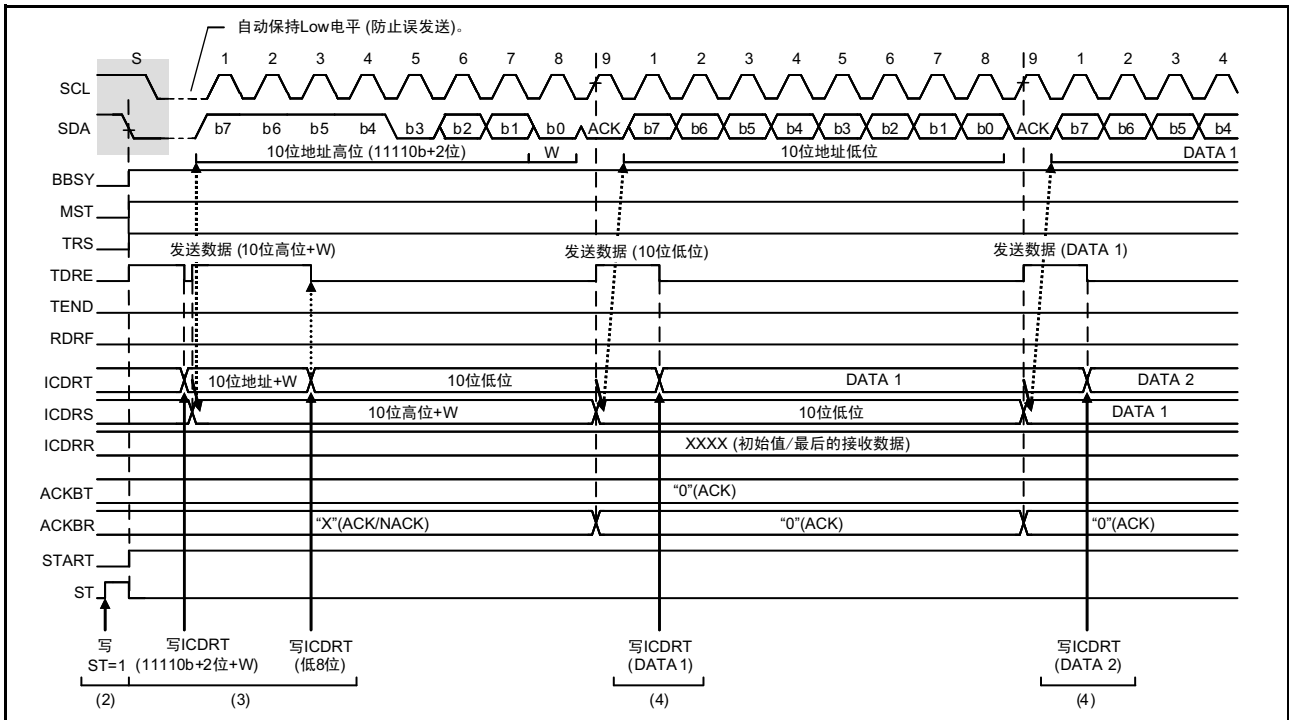 自动保持Low电平 (防止误发送)。
S 1 2 3 4 5 6 7 8 9 1 2 3 4 5 6 7 8 9 1 2 3 4
SCL
SDA b7 b6 b5 b4 b3 b2 b1 b0 ACK b7 b6 b5 b4 b3 b2 b1 b0 ACK b7 b6 b5 b4
10位地址高位 (11110b+2位) W 10位地址低位 DATA 1
BBSY
MST
TRS
发送数据 (10位高位+W) 发送数据 (10位低位) 发送数据 (DATA 1)
TDRE
TEND
RDRF
ICDRT 10位地址+W 10位低位 DATA 1 DATA 2
ICDRS 10位高位+W 10位低位 DATA 1
ICDRR XXXX (初始值/最后的接收数据)
ACKBT “0”(ACK)
ACKBR “X”(ACK/NACK) “0”(ACK) “0”(ACK)
START
ST
写 写ICDRT 写ICDRT 写ICDRT 写ICDRT
ST=1 (11110b+2位+W) (低8位) (DATA 1) (DATA 2)
(2) (3) (4) (4)